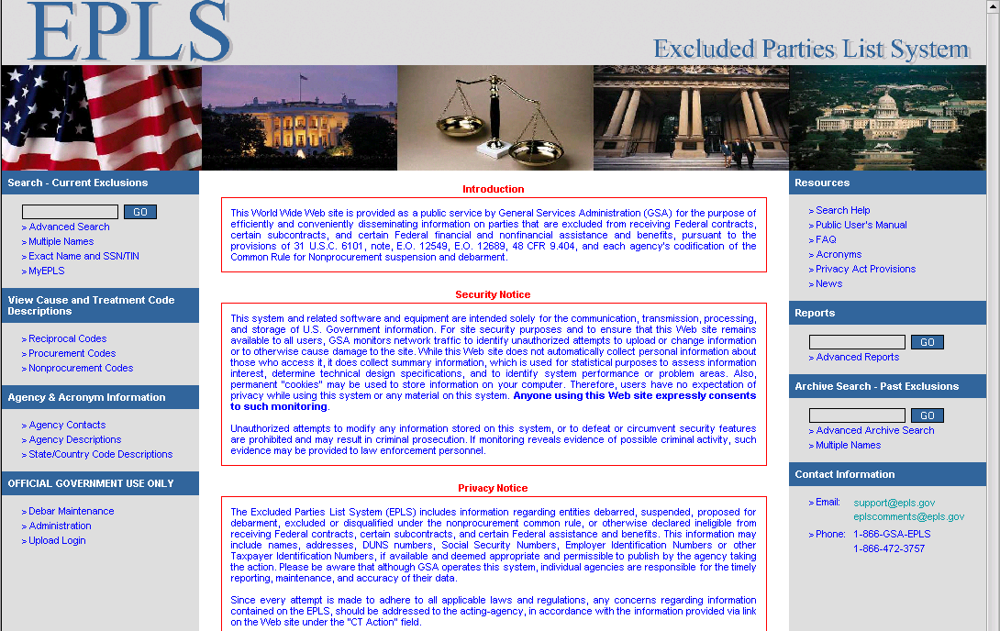 EPLS
Excluded Parties List System
Search - Current Exclusions
GO
> Advanced Search
> Multiple Names
> Exact Name and SSN/TIN
> MyEPLS
View Cause and Treatment Code
Descriptions
> Reciprocal Codes
> Procurement Codes
> Nonprocurement Codes
Agency & Acronym Information
> Agency Contacts
> Agency Descriptions
> State/Country Code Descriptions
OFFICIAL GOVERNMENT USE ONLY
> Debar Maintenance
> Administration
> Upload Login
Introduction
This World Wide Web site is provided as a public service by General Services Administration (GSA) for the purpose of
efficiently and conveniently disseminating information on parties that are excluded from receiving Federal contracts,
certain subcontracts, and certain Federal financial and nonfinancial assistance and benefits, pursuant to the
provisions of 31 U.S.C. 6101, note, E.O. 12549, E.O. 12689, 48 CFR 9.404, and each agency's codification of the
Common Rule for Nonprocurement suspension and debarment.
Security Notice
This system and related software and equipment are intended solely for the communication, transmission, processing,
and storage of U.S. Government information. For site security purposes and to ensure that this Web site remains
available to all users, GSA monitors network traffic to identify unauthorized attempts to upload or change information
or to otherwise cause damage to the site. While this Web site does not automatically collect personal information about
those who access it, it does collect summary information, which is used for statistical purposes to assess information
interest, determine technical design specifications, and to identify system performance or problem areas. Also,
permanent "cookies" may be used to store information on your computer. Therefore, users have no expectation of
privacy while using this system or any material on this system. Anyone using this Web site expressly consents
to such monitoring.
Unauthorized attempts to modify any information stored on this system, or to defeat or circumvent security features
are prohibited and may result in criminal prosecution. If monitoring reveals evidence of possible criminal activity, such
evidence may be provided to law enforcement personnel.
Privacy Notice
The Excluded Parties List System (EPLS) includes information regarding entities debarred, suspended, proposed for
debarment, excluded or disqualified under the nonprocurement common rule, or otherwise declared ineligible from
receiving Federal contracts, certain subcontracts, and certain Federal assistance and benefits. This information may
include names, addresses, DUNS numbers, Social Security Numbers, Employer Identification Numbers or other
Taxpayer Identification Numbers, if available and deemed appropriate and permissible to publish by the agency taking
the action. Please be aware that although GSA operates this system, individual agencies are responsible for the timely
reporting, maintenance, and accuracy of their data.
Since every attempt is made to adhere to all applicable laws and regulations, any concerns regarding information
contained on the EPLS, should be addressed to the acting-agency, in accordance with the information provided via link
on the Web site under the "CT Action" field.
Resources
> Search Help
> Public User's Manual
> FAQ
> Acronyms
> Privacy Act Provisions
> News
Reports
GO
> Advanced Reports
Archive Search - Past Exclusions
GO
> Advanced Archive Search
> Multiple Names
Contact Information
> Email: support@epls.gov
eplscomments@epls.gov
> Phone: 1-866-GSA-EPLS
1-866-472-3757